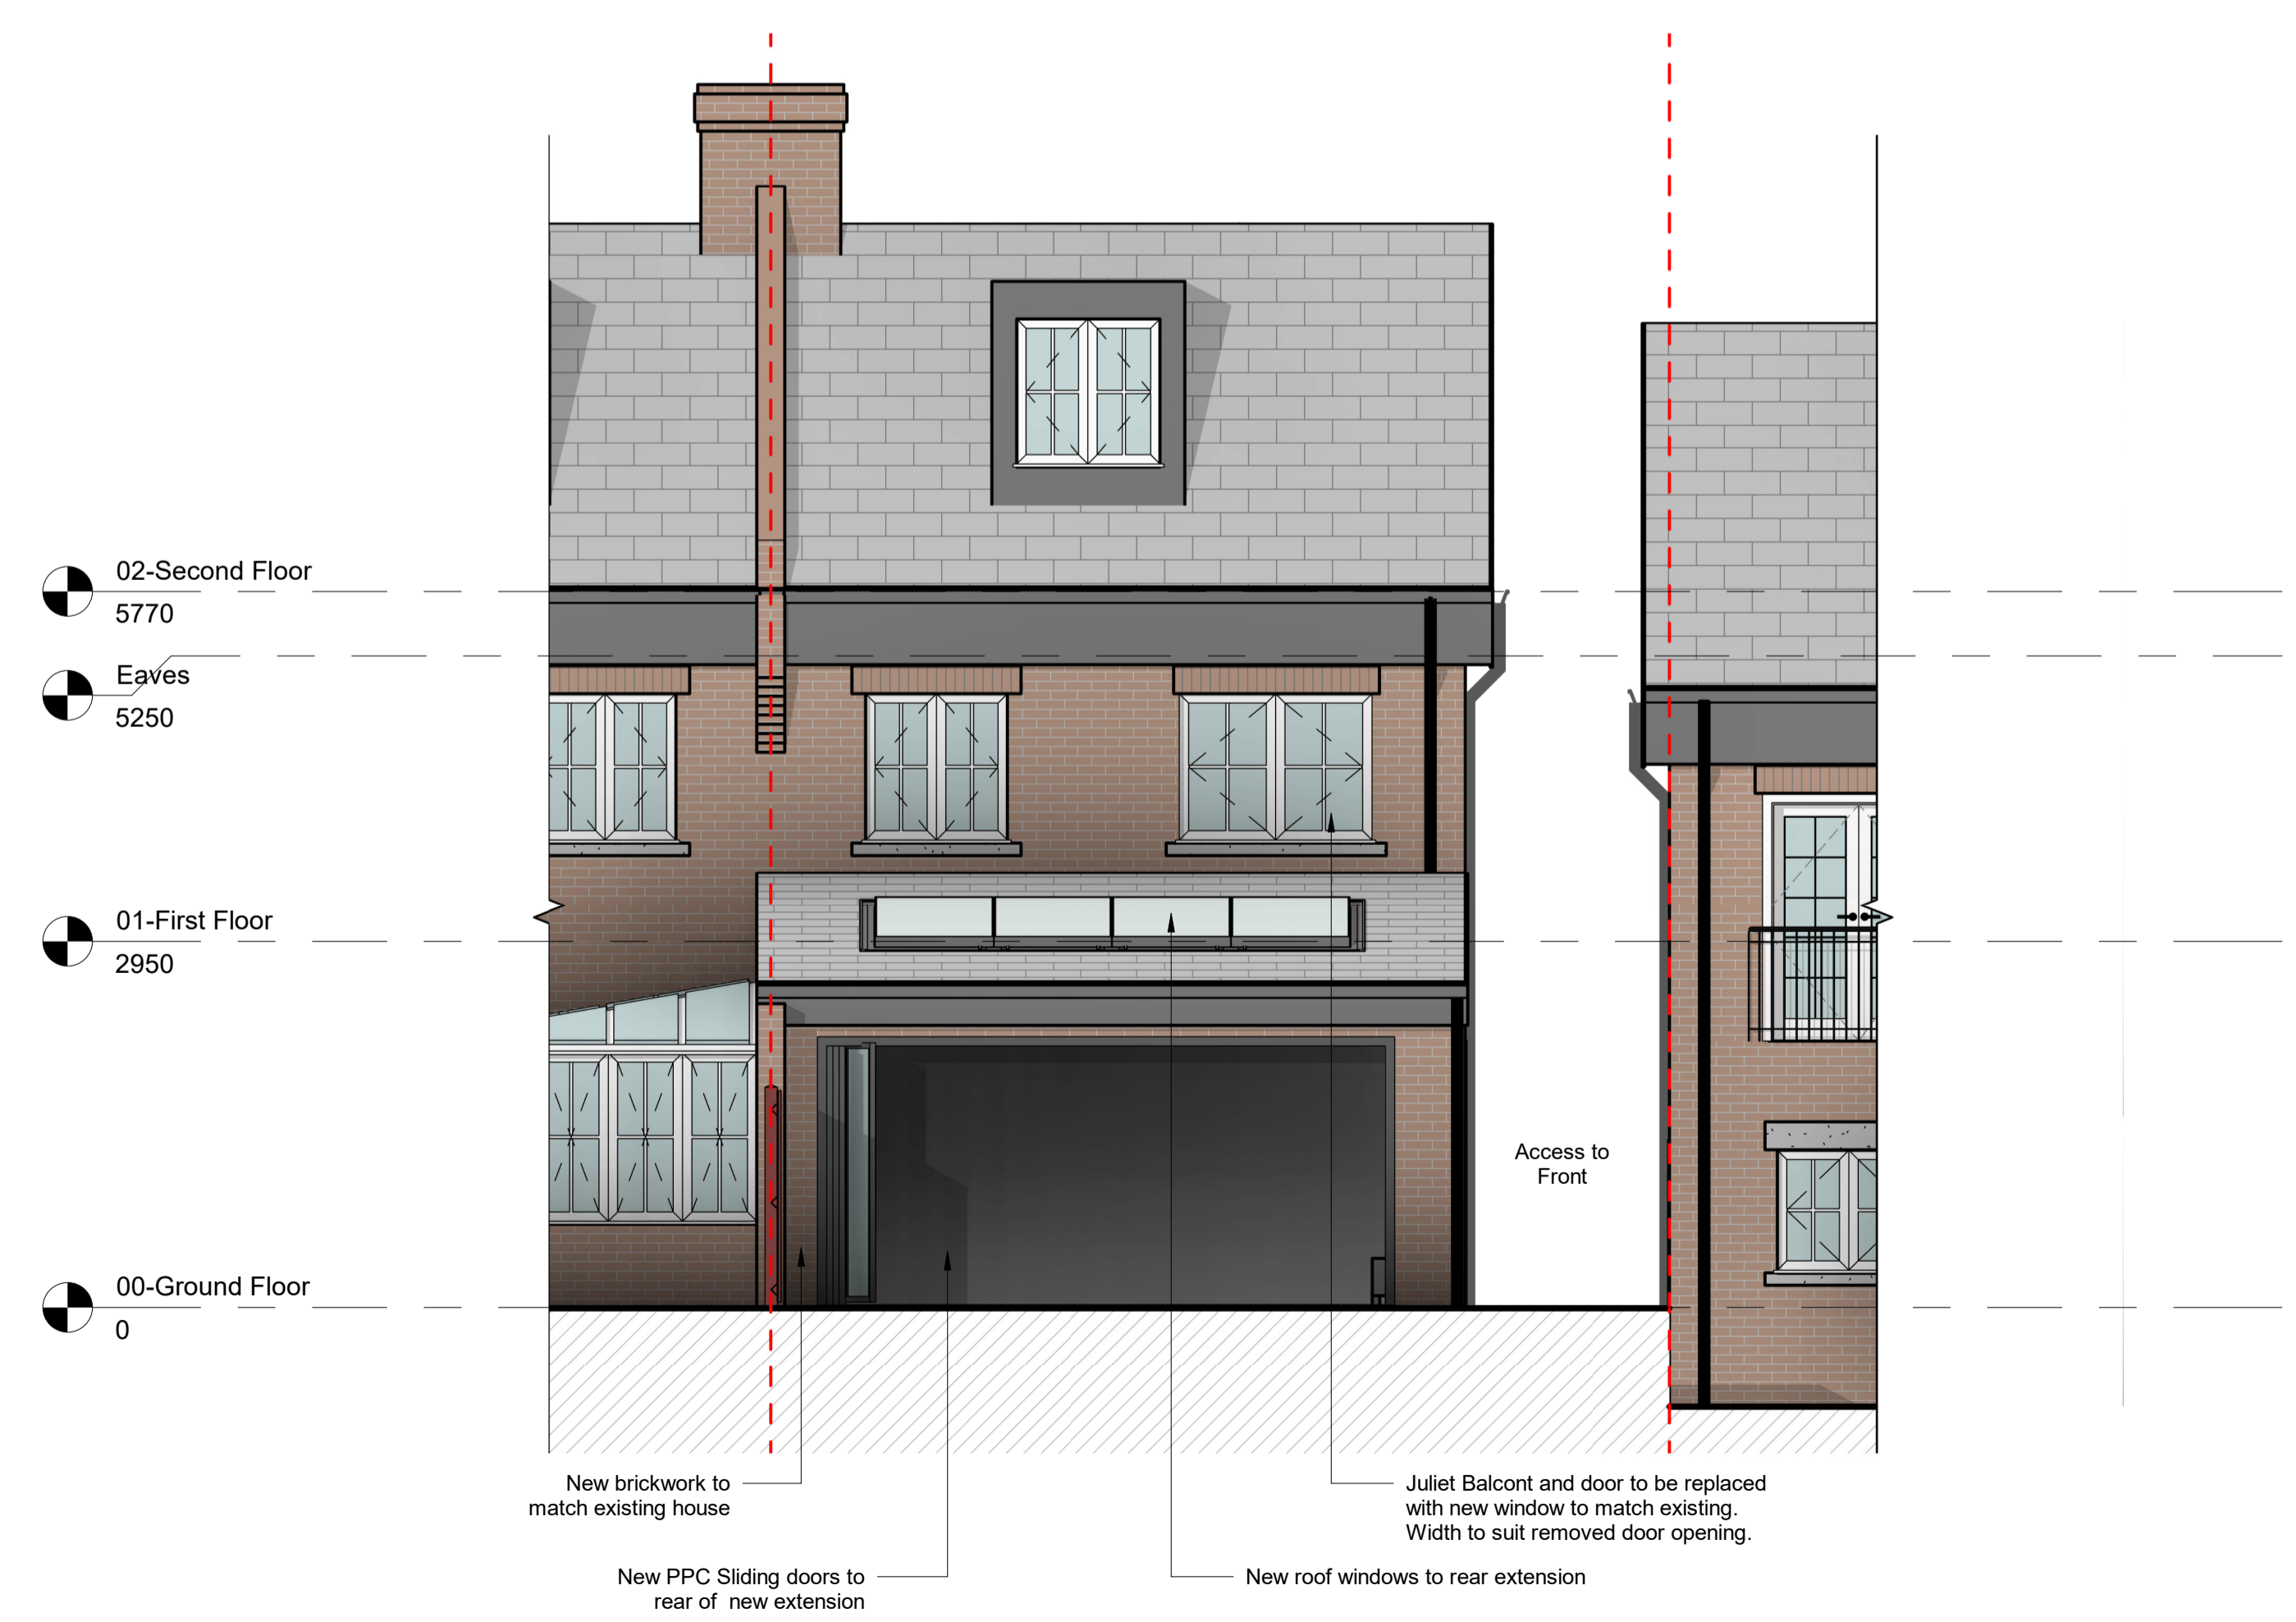 02-Second Floor
5770
Eaves
5250
01-First Floor
2950
Access to
Front
00-Ground Floor
0
New brickwork to
match existing house
Juliet Balcont and door to be replaced
with new window to match existing.
Width to suit removed door opening.
New PPC Sliding doors to
rear of new extension
New roof windows to rear extension